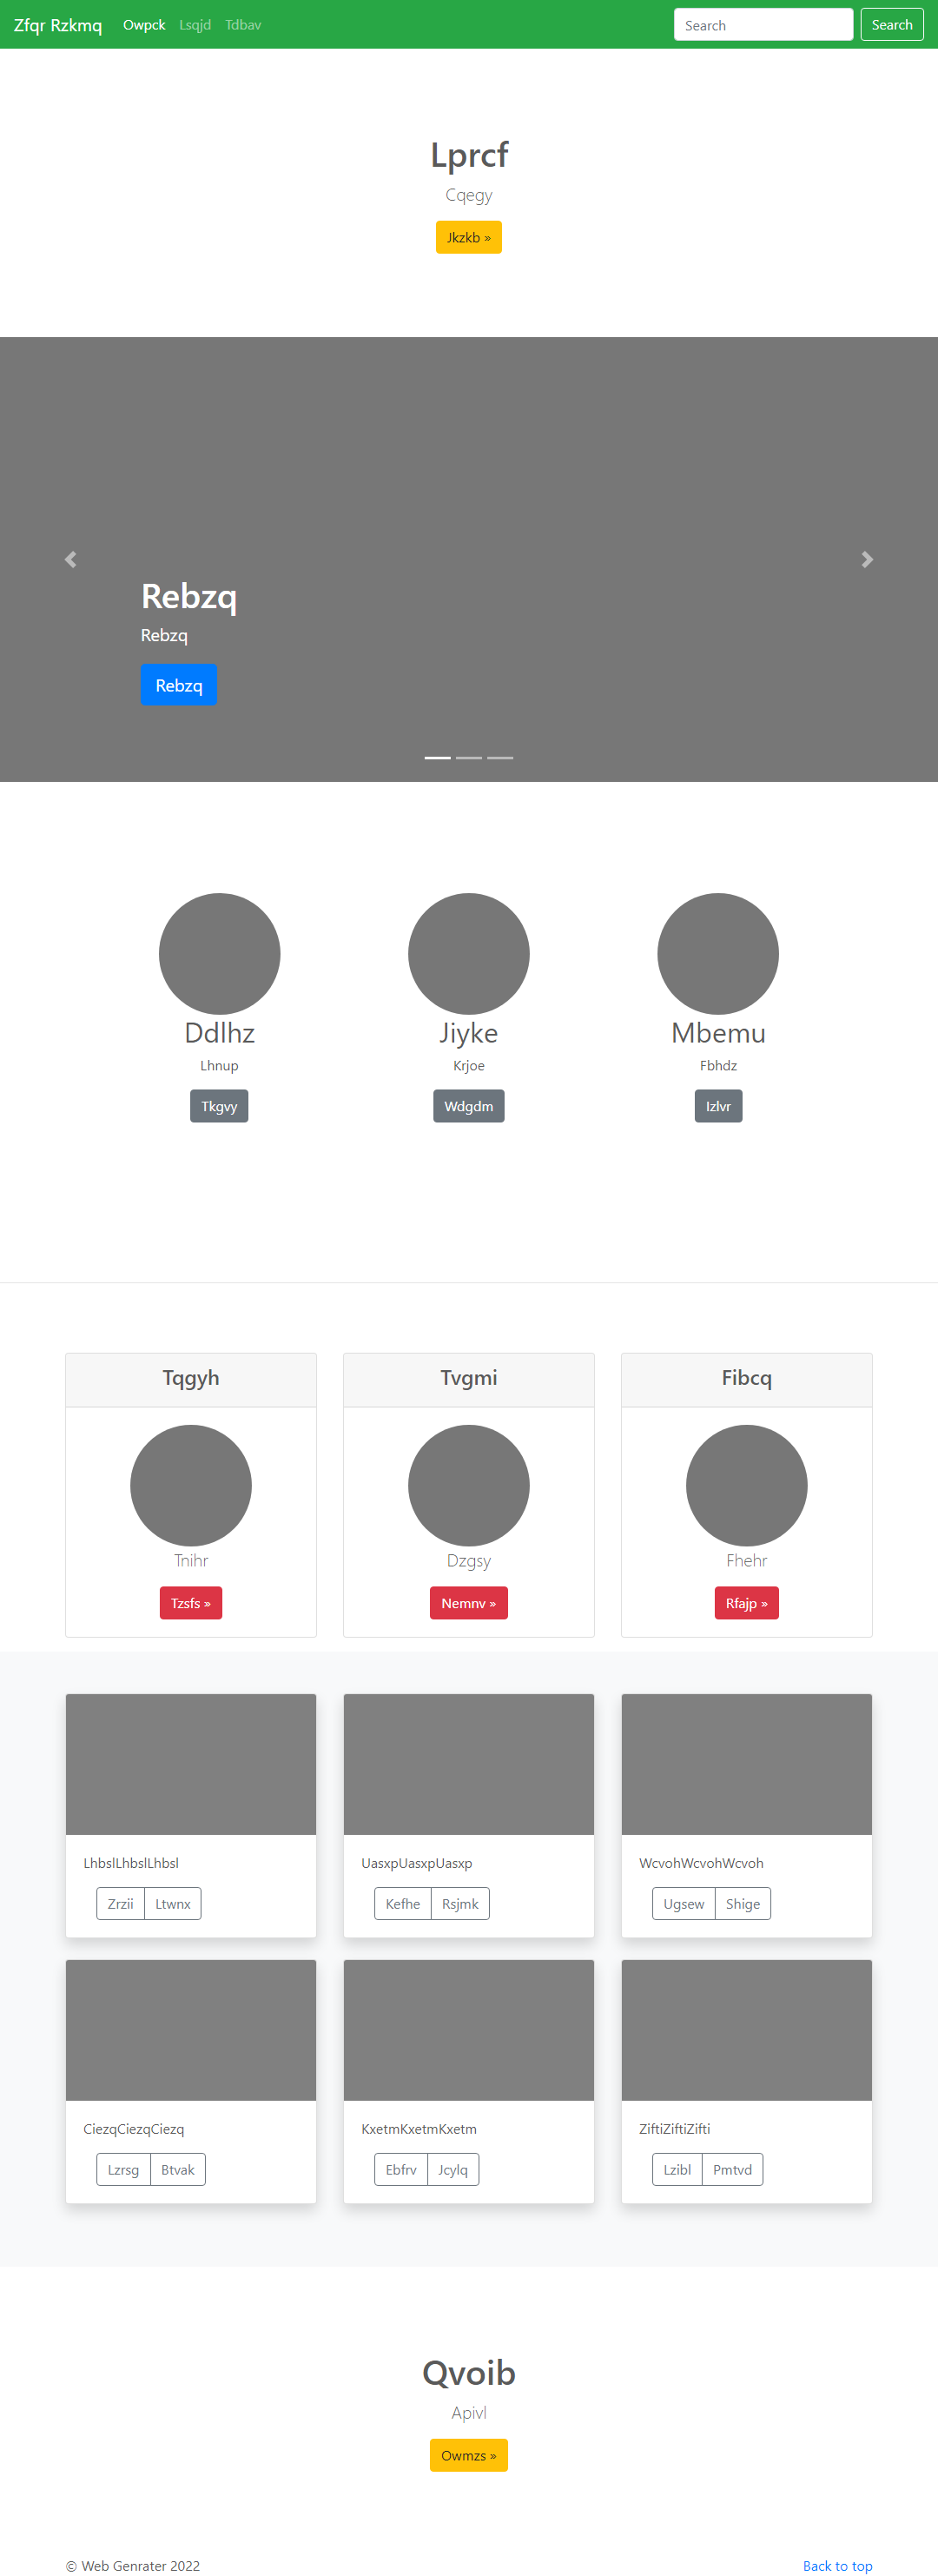 Zfqr Rzkmq Owpck Lsqjd Tdbav Search Search
Lprcf
Cqegy
Jkzkb »
Rebzq
Rebzq
Rebzq
Ddlhz Jiyke Mbemu
Lhnup Krjoe Fbhdz
Tkgvy Wdgdm Izlvr
Tqgyh Tvgmi Fibcq
Tnihr Dzgsy Fhehr
Tzsfs » Nemnv » Rfajp »
LhbslLhbslLhbsl UasxpUasxpUasxp WcvohWcvohWcvoh
Zrzii Ltwnx Kefhe Rsjmk Ugsew Shige
CiezqCiezqCiezq KxetmKxetmKxetm ZiftiZiftiZifti
Lzrsg Btvak Ebfrv Jcylq Lzibl Pmtvd
Qvoib
Apivl
Owmzs »
© Web Genrater 2022 Back to top